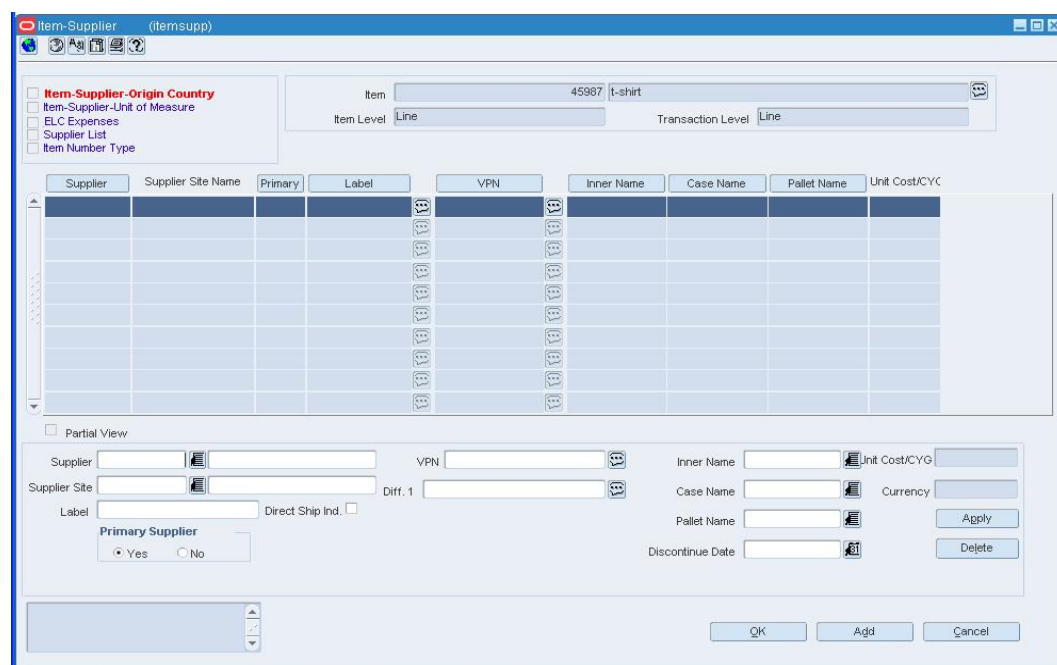 Item-Supplier (itemsupp)
Item-Supplier-Origin Country
Item-Supplier-Unit of Measure
ELC Expenses
Supplier List
Item Number Type
Item 45987 t-shirt
Item Level Line Transaction Level Line
Supplier Supplier Site Name Primary Label VPN Inner Name Case Name Pallet Name Unit Cost/CYG
Partial View
Supplier VPN Inner Name Unit Cost/CYG
Supplier Site Diff. 1 Case Name Currency
Label Direct Ship Ind. Pallet Name Apply
Primary Supplier
Yes No Discontinue Date Delete
OK Add Cancel